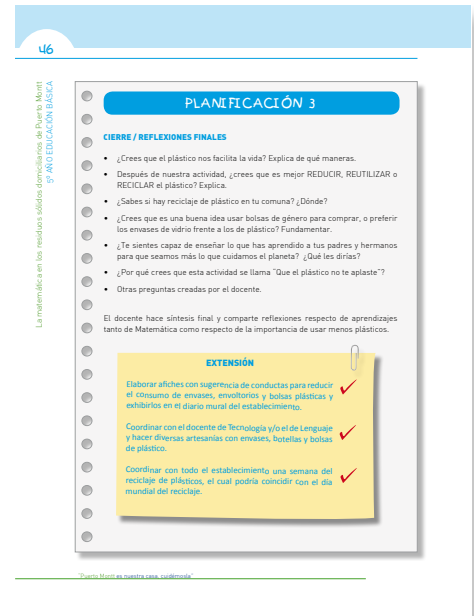 46
La matemática en los residuos sólidos domiciliarios de Puerto Montt
5º AÑO EDUCACIÓN BÁSICA
PLANIFICACIÓN 3
CIERRE / REFLEXIONES FINALES
• ¿Crees que el plástico nos facilita la vida? Explica de qué maneras.
• Después de nuestra actividad, ¿crees que es mejor REDUCIR, REUTILIZAR o
RECICLAR el plástico? Explica.
• ¿Sabes si hay reciclaje de plástico en tu comuna? ¿Dónde?
• ¿Crees que es una buena idea usar bolsas de género para comprar, o preferir
los envases de vidrio frente a los de plástico? Fundamentar.
• ¿Te sientes capaz de enseñar lo que has aprendido a tus padres y hermanos
para que seamos más lo que cuidamos el planeta? ¿Qué les dirías?
• ¿Por qué crees que esta actividad se llama "Que el plástico no te aplaste"?
• Otras preguntas creadas por el docente.
El docente hace síntesis final y comparte reflexiones respecto de aprendizajes
tanto de Matemática como respecto de la importancia de usar menos plásticos.
EXTENSIÓN
Elaborar afiches con sugerencia de conductas para reducir
el consumo de envases, envoltorios y bolsas plásticas y
exhibirlos en el diario mural del establecimiento.
Coordinar con el docente de Tecnología y/o el de Lenguaje
y hacer diversas artesanías con envases, botellas y bolsas
de plástico.
Coordinar con todo el establecimiento una semana del
reciclaje de plásticos, el cual podría coincidir con el día
mundial del reciclaje.
"Puerto Montt es nuestra casa, cuidémosla"